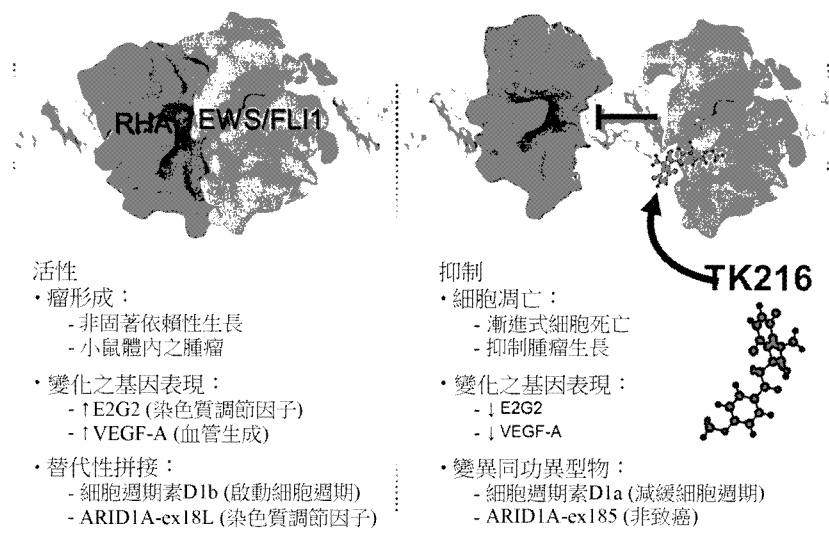 RHA EWS/FLI1
TK216
活性
‧瘤形成：
- 非固著依賴性生長
- 小鼠體內之腫瘤
‧變化之基因表現：
- ↑E2G2 (染色質調節因子)
- ↑VEGF-A (血管生成)
‧替代性拼接：
- 細胞週期素D1b (啟動細胞週期)
- ARID1A-ex18L (染色質調節因子)
抑制
‧細胞凋亡：
- 漸進式細胞死亡
- 抑制腫瘤生長
‧變化之基因表現：
- ↓E2G2
- ↓VEGF-A
‧變異同功異型物：
- 細胞週期素D1a (減緩細胞週期)
- ARID1A-ex185 (非致癌)